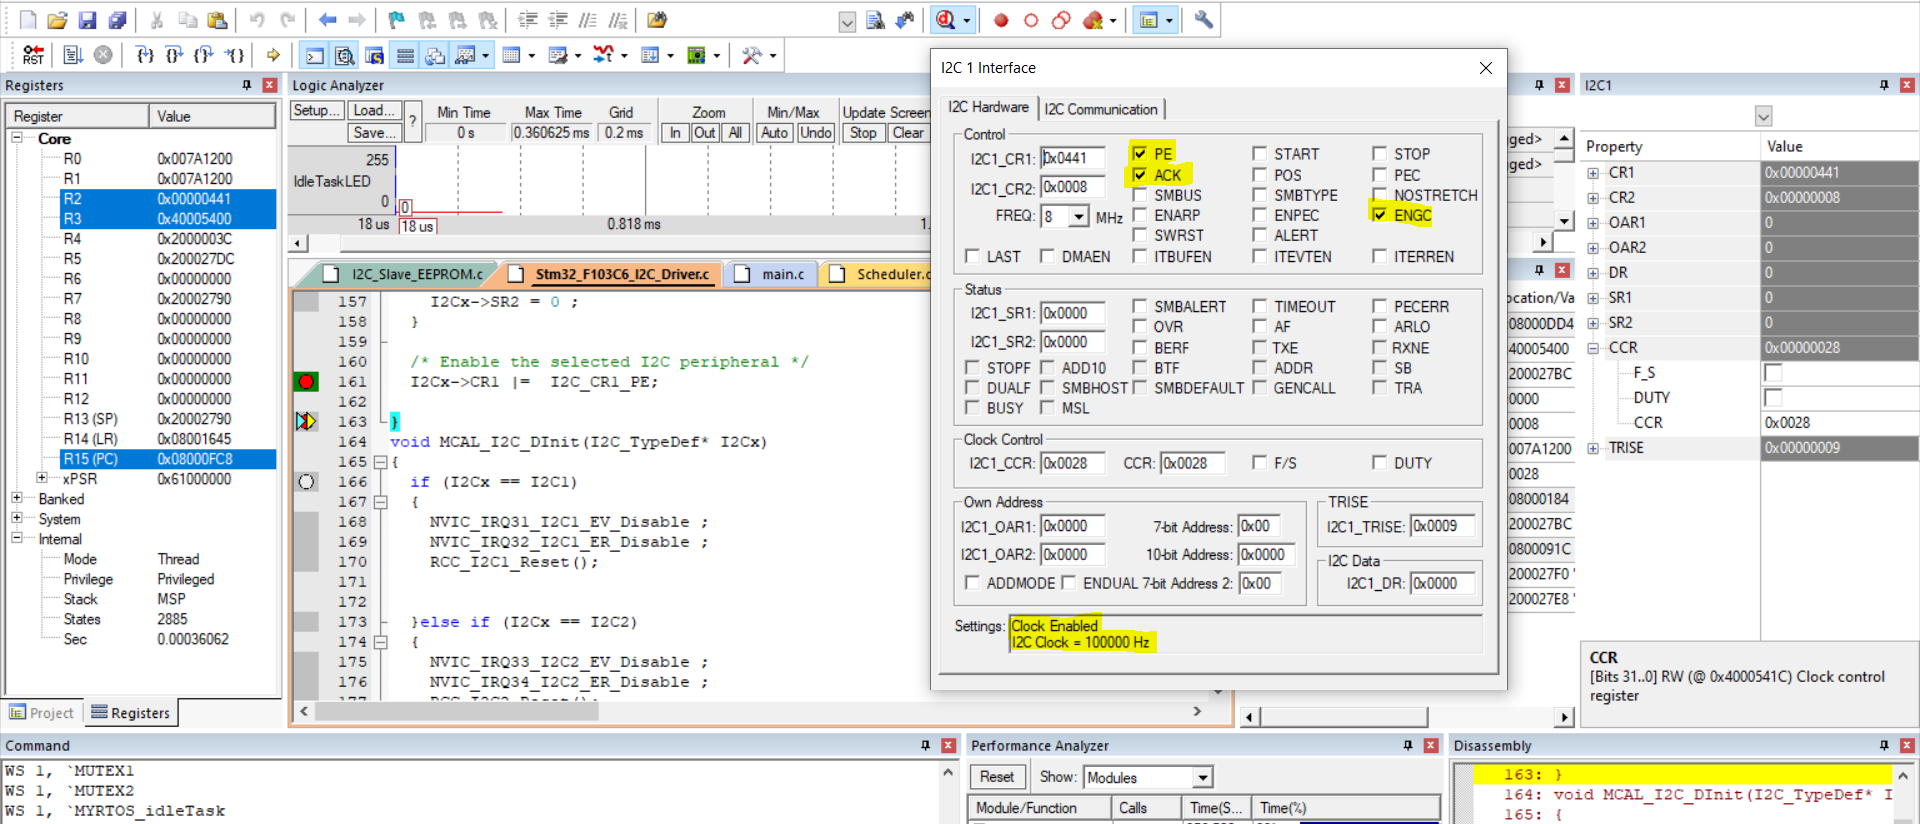 Registers
Register Value
Core
R0 0x007A1200
R1 0x007A1200
R2 0x00000441
R3 0x40005400
R4 0x2000003C
R5 0x200027DC
R6 0x00000000
R7 0x20002790
R8 0x00000000
R9 0x00000000
R10 0x00000000
R11 0x00000000
R12 0x00000000
R13 (SP) 0x20002790
R14 (LR) 0x08001645
R15 (PC) 0x08000FC8
xPSR 0x61000000
Banked
System
Internal
Mode Thread
Privilege Privileged
Stack MSP
States 2885
Sec 0.00036062
Project Registers
Logic Analyzer
Setup... Load... Save... ?
Min Time Max Time Grid Zoom Min/Max Update Screen
0 s 0.360625 ms 0.2 ms In Out All Auto Undo Stop Clear
255
IdleTaskLED
0
0
18 us 18 us 0.818 ms 1.
I2C_Slave_EEPROM.c Stm32_F103C6_I2C_Driver.c main.c Scheduler.c
157 I2Cx->SR2 = 0 ;
158 }
159
160 /* Enable the selected I2C peripheral */
161 I2Cx->CR1 |= I2C_CR1_PE;
162
163 }
164 void MCAL_I2C_DInit(I2C_TypeDef* I2Cx)
165 {
166 if (I2Cx == I2C1)
167 {
168 NVIC_IRQ31_I2C1_EV_Disable ;
169 NVIC_IRQ32_I2C1_ER_Disable ;
170 RCC_I2C1_Reset();
171
172
173 }else if (I2Cx == I2C2)
174 {
175 NVIC_IRQ33_I2C2_EV_Disable ;
176 NVIC_IRQ34_I2C2_ER_Disable ;
177 RCC_I2C2_Reset();
I2C 1 Interface
I2C Hardware I2C Communication
Control
I2C1_CR1: 0x0441 PE START STOP
ACK POS PEC
I2C1_CR2: 0x0008 SMBUS SMBTYPE NOSTRETCH
FREQ: 8 MHz ENARP ENPEC ENGC
SWRST ALERT
LAST DMAEN ITBUFEN ITEVTEN ITERREN
Status
I2C1_SR1: 0x0000 SMBALERT TIMEOUT PECERR
OVR AF ARLO
I2C1_SR2: 0x0000 BERF TXE RXNE
STOPF ADD10 BTF ADDR SB
DUALF SMBHOST SMBDEFAULT GENCALL TRA
BUSY MSL
Clock Control
I2C1_CCR: 0x0028 CCR: 0x0028 F/S DUTY
Own Address
I2C1_OAR1: 0x0000 7-bit Address: 0x00
I2C1_OAR2: 0x0000 10-bit Address: 0x0000
ADDMODE ENDUAL 7-bit Address 2: 0x00
TRISE
I2C1_TRISE: 0x0009
I2C Data
I2C1_DR: 0x0000
Settings: Clock Enabled
I2C Clock = 100000 Hz
ged>
ged>
ocation/Va
08000DD4
40005400
200027BC
0000
0008
007A1200
0028
08000184
200027BC
0800091C
200027F0 '
200027E8 '
I2C1
Property Value
CR1 0x00000441
CR2 0x00000008
OAR1 0
OAR2 0
DR 0
SR1 0
SR2 0
CCR 0x00000028
F_S
DUTY
CCR 0x0028
TRISE 0x00000009
CCR
[Bits 31..0] RW (@ 0x4000541C) Clock control
register
Command
WS 1, `MUTEX1
WS 1, `MUTEX2
WS 1, `MYRTOS_idleTask
Performance Analyzer
Reset Show: Modules
Module/Function Calls Time(S... Time(%)
Disassembly
163: }
164: void MCAL_I2C_DInit(I2C_TypeDef* I
165: {